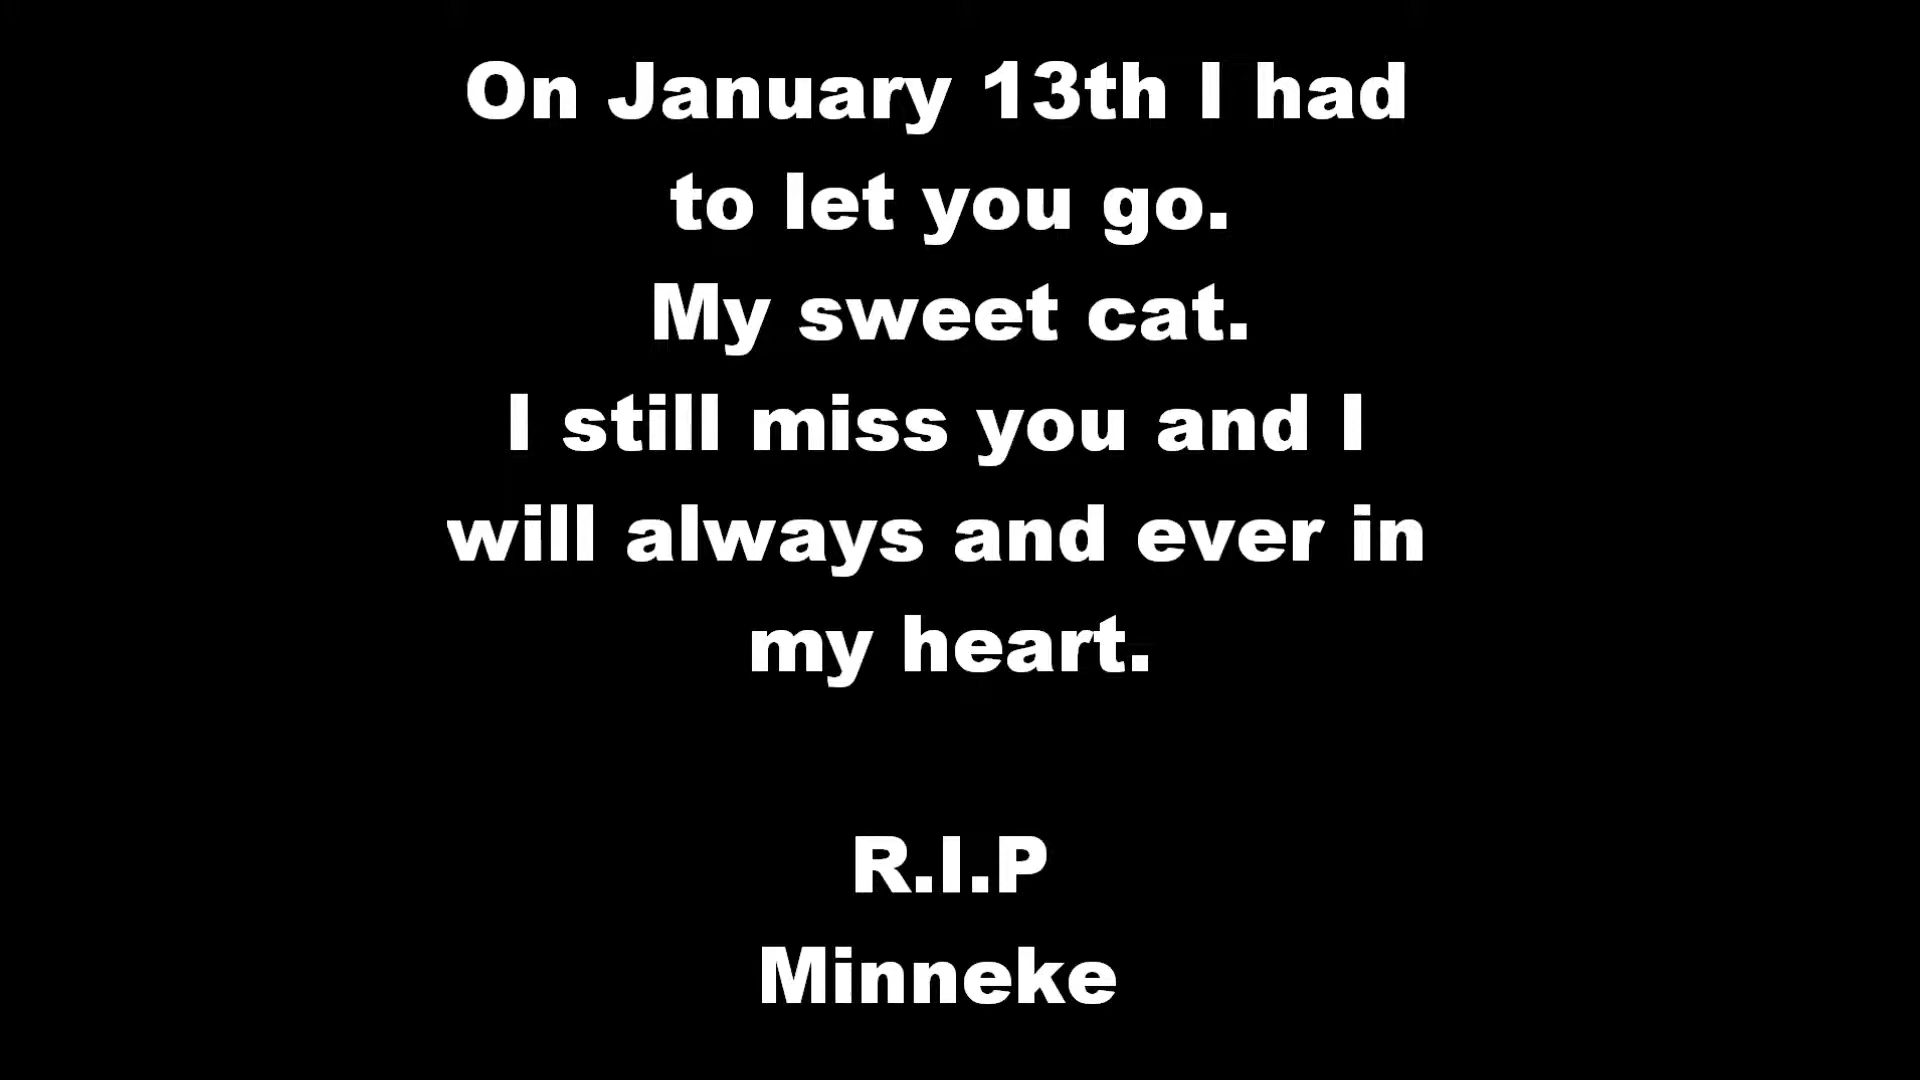 On January 13th I had
to let you go.
My sweet cat.
I still miss you and I
will always and ever in
my heart.
R.I.P
Minneke